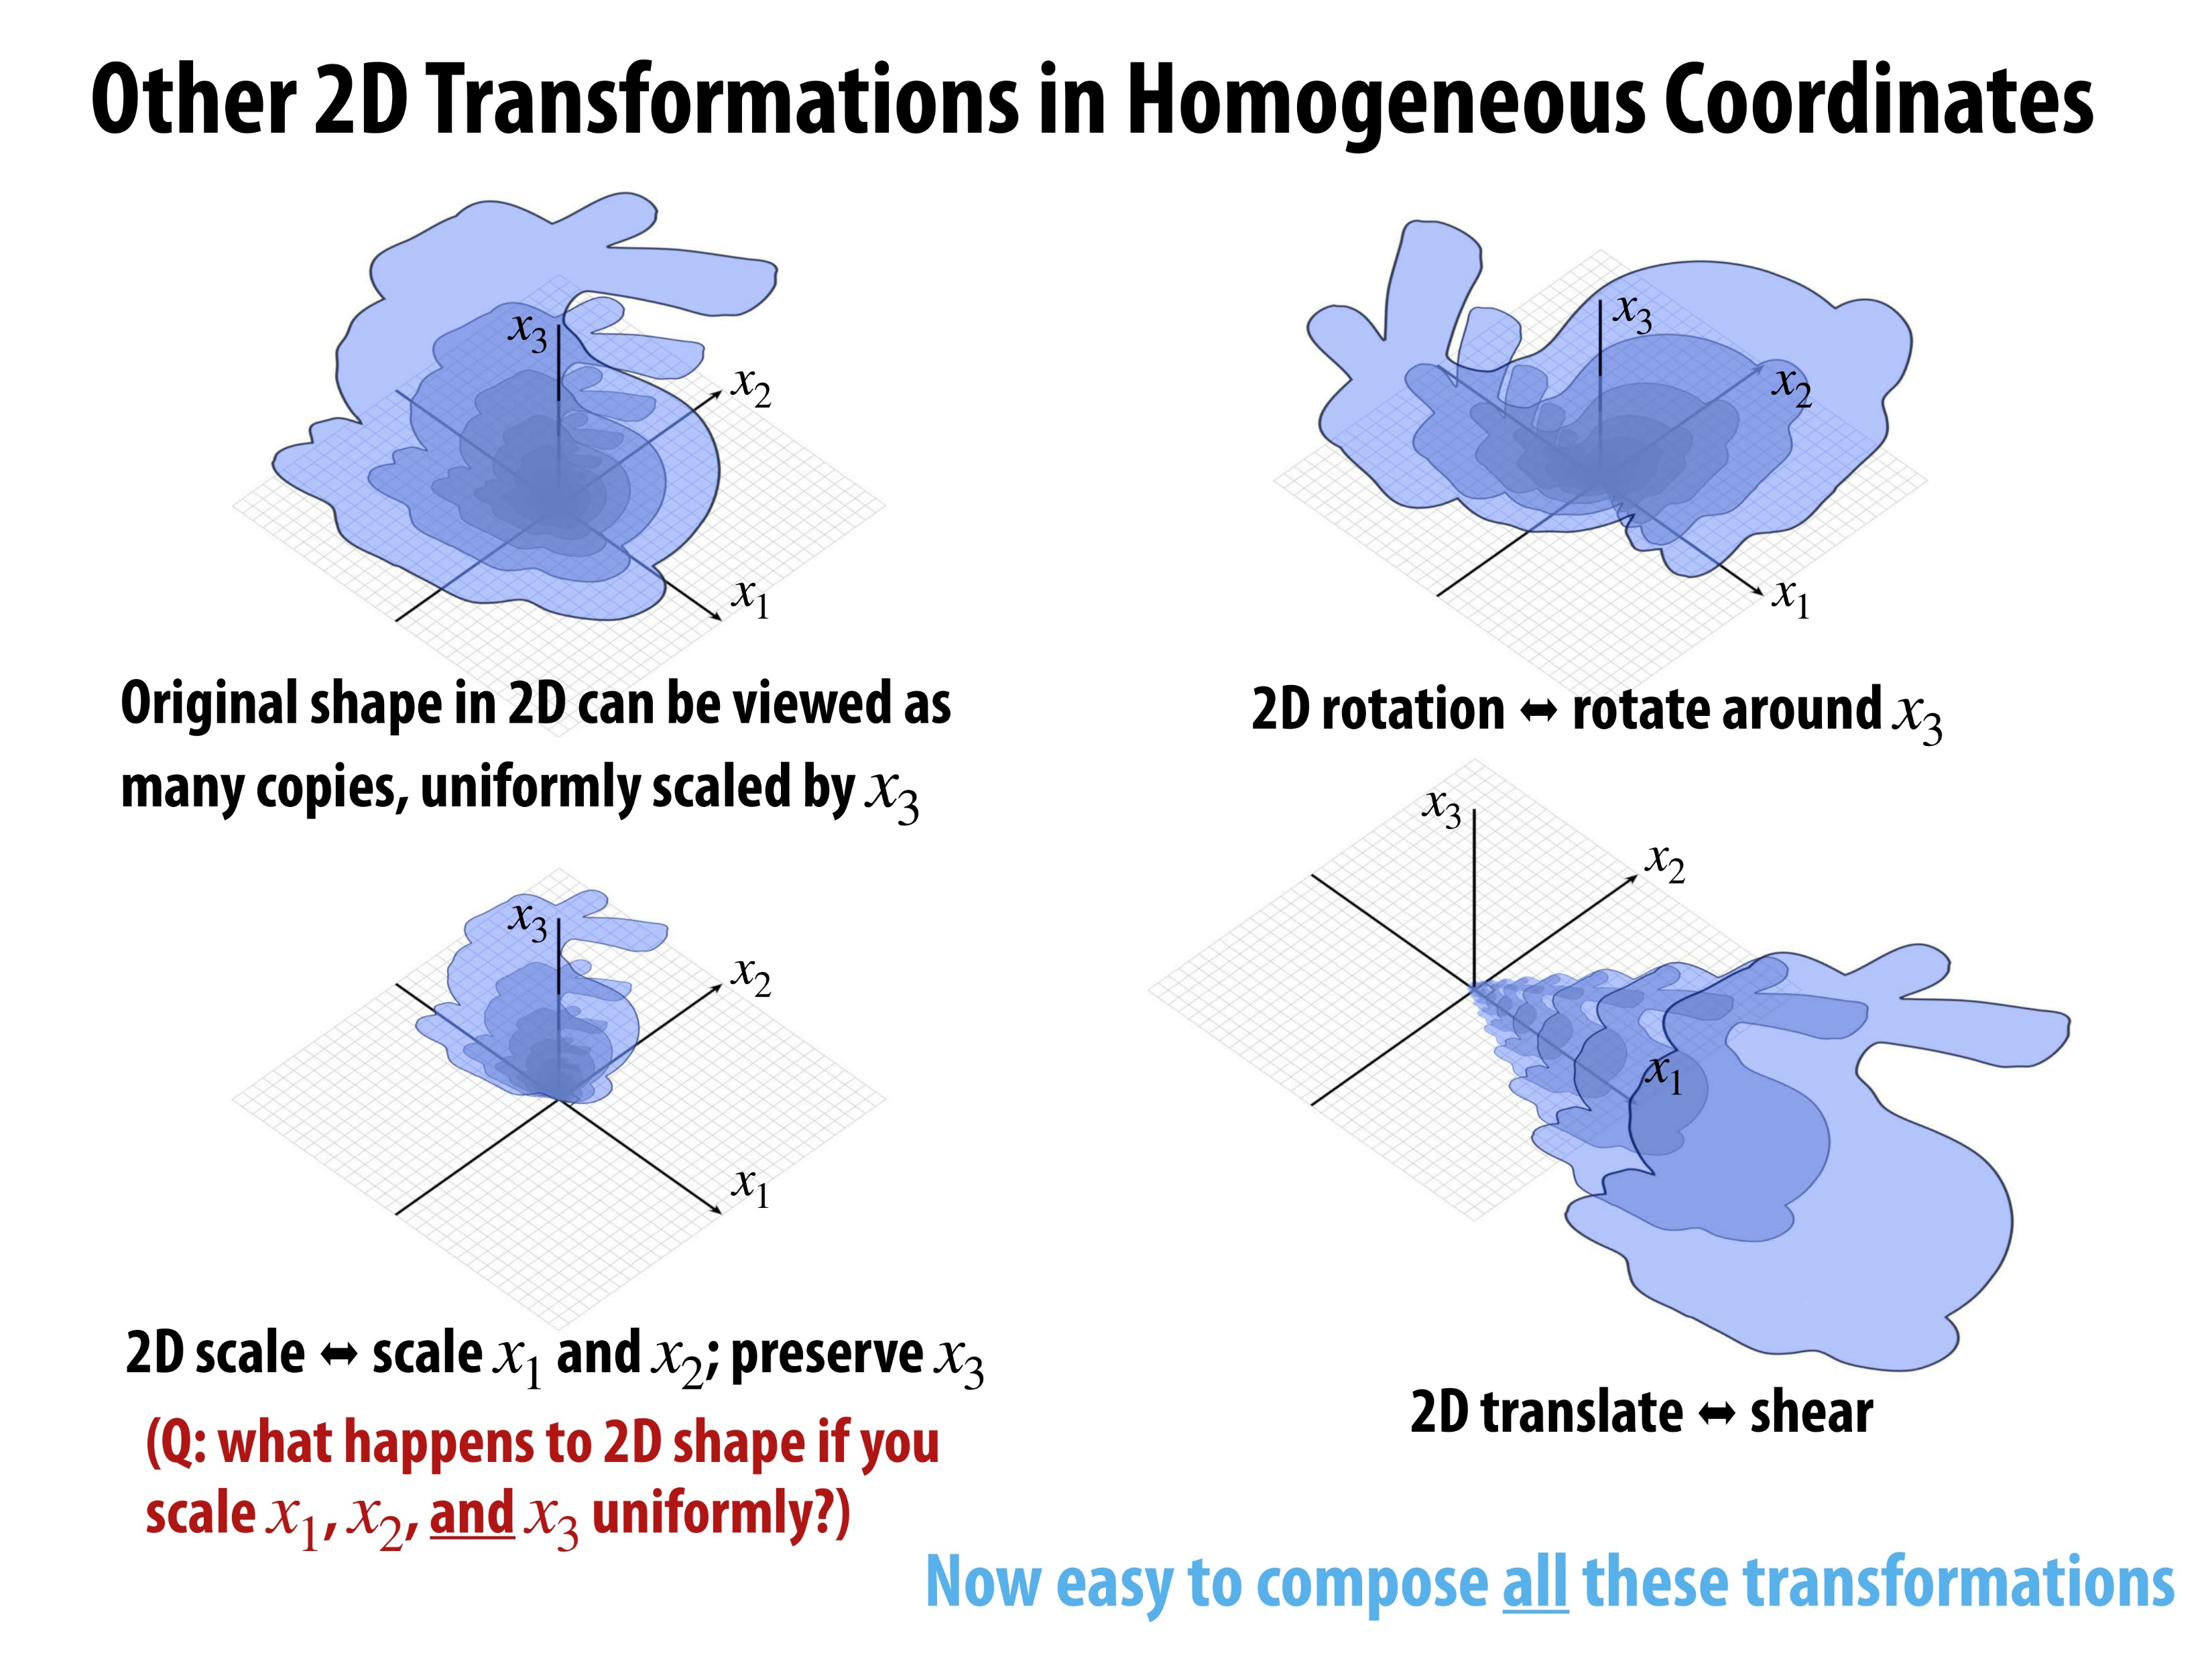 Other 2D Transformations in Homogeneous Coordinates
x₃
x₂
x₁
Original shape in 2D can be viewed as
many copies, uniformly scaled by x₃
x₃
x₂
x₁
2D rotation ↔ rotate around x₃
x₃
x₂
x₁
2D scale ↔ scale x₁ and x₂; preserve x₃
(Q: what happens to 2D shape if you
scale x₁, x₂, and x₃ uniformly?)
x₃
x₂
x₁
2D translate ↔ shear
Now easy to compose all these transformations